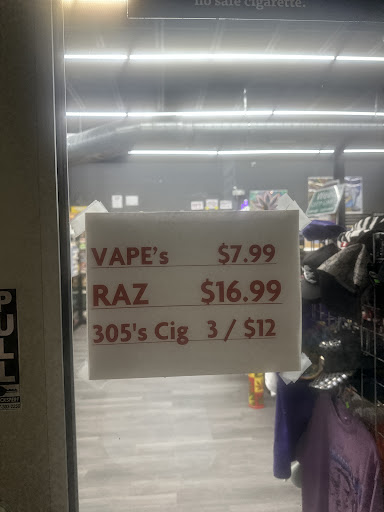 no safe cigarette.
VAPE's $7.99
RAZ $16.99
305's Cig 3 / $12
PULL